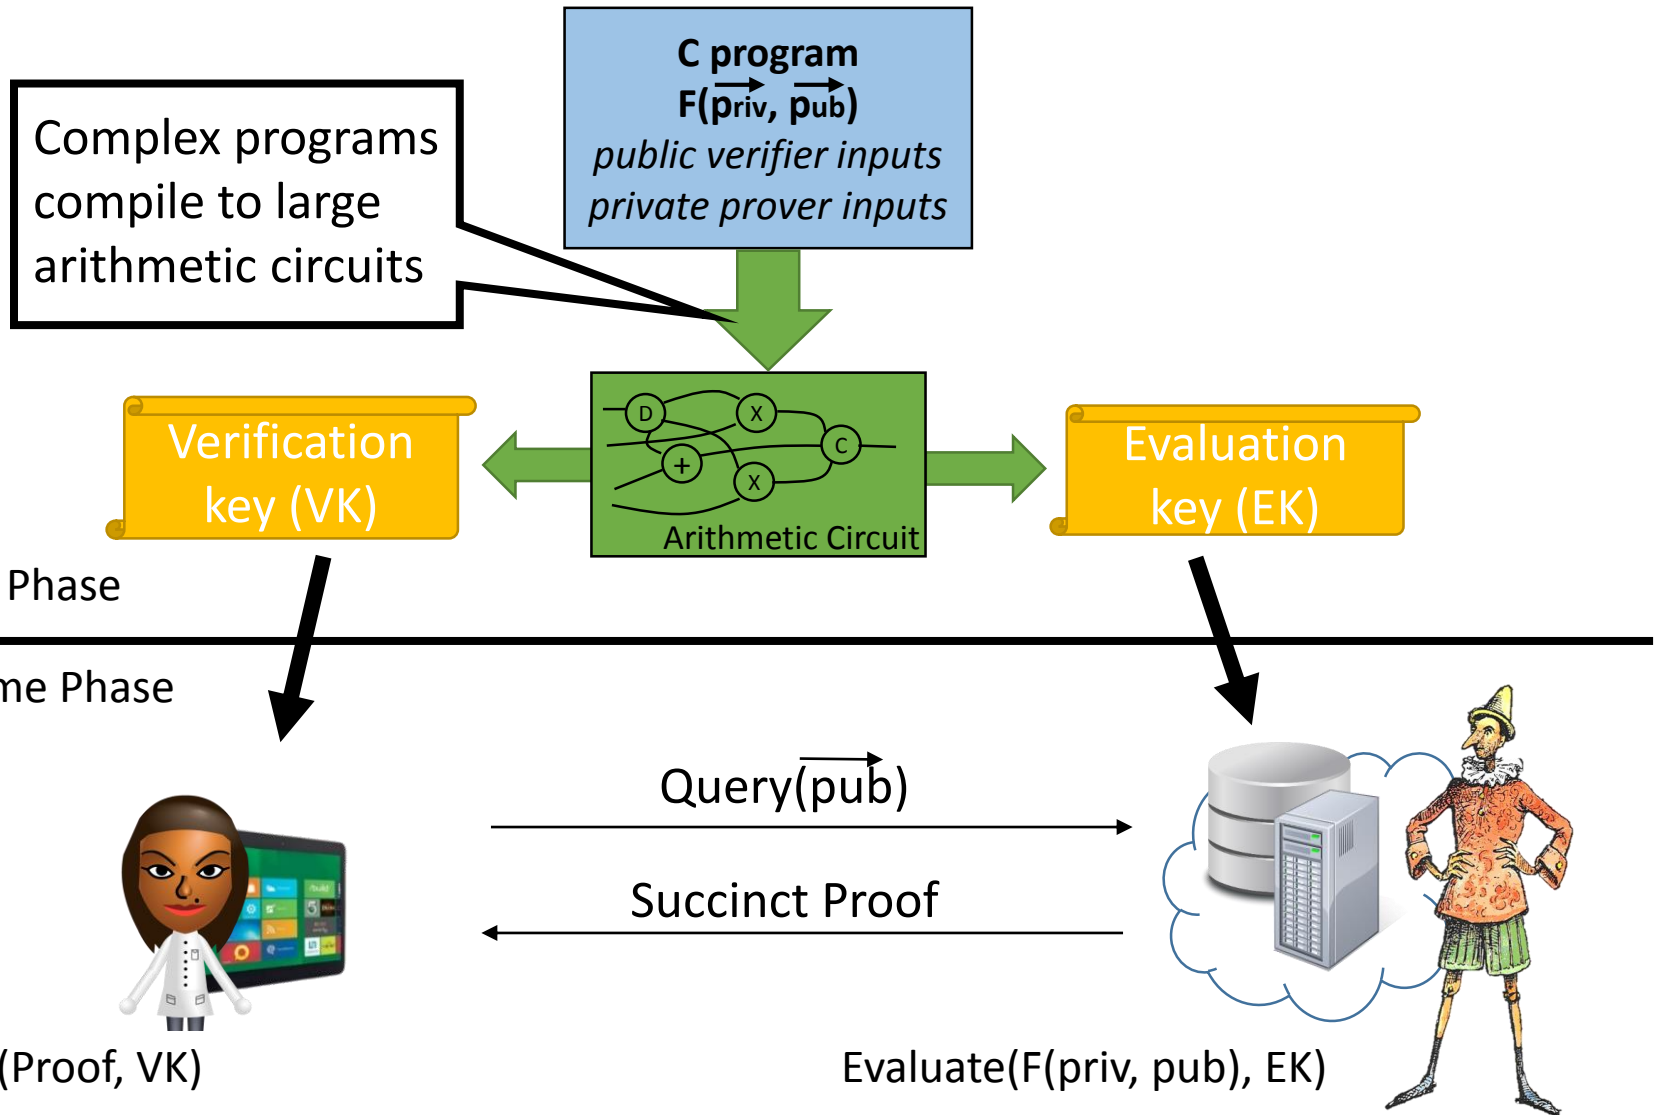 C program
F(priv, pub)
public verifier inputs
private prover inputs
Complex programs
compile to large
arithmetic circuits
Verification
key (VK)
D
X
+
X
C
Arithmetic Circuit
Evaluation
key (EK)
Phase
me Phase
Query(pub)
Succinct Proof
/build
(Proof, VK)
Evaluate(F(priv, pub), EK)